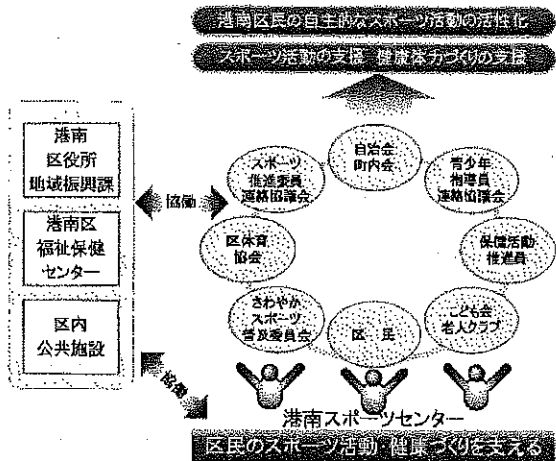 港南区民の自主的なスポーツ活動の活性化
スポーツ活動の支援 健康体力づくりの支援
港南
区役所
地域振興課
港南区
福祉保健
センター
区内
公共施設
協働
協働
自治会
町内会
スポーツ
推進委員
連絡協議会
青少年
指導員
連絡協議会
区体育
協会
保健活動
推進員
さわやか
スポーツ
普及委員会
区 民
こども会
老人クラブ
港南スポーツセンター
区民のスポーツ活動 健康づくりを支える